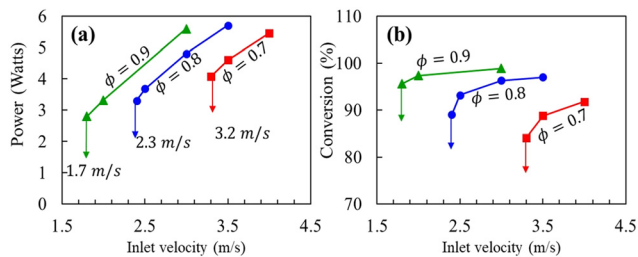 (a)
Power (Watts)
6
5
4
3
2
1
0
ϕ = 0.9
ϕ = 0.8
ϕ = 0.7
1.7 m/s
2.3 m/s
3.2 m/s
1.5 2.5 3.5 4.5
Inlet velocity (m/s)
(b)
Conversion (%)
110
100
90
80
70
ϕ = 0.9
ϕ = 0.8
ϕ = 0.7
1.5 2.5 3.5 4.5
Inlet velocity (m/s)